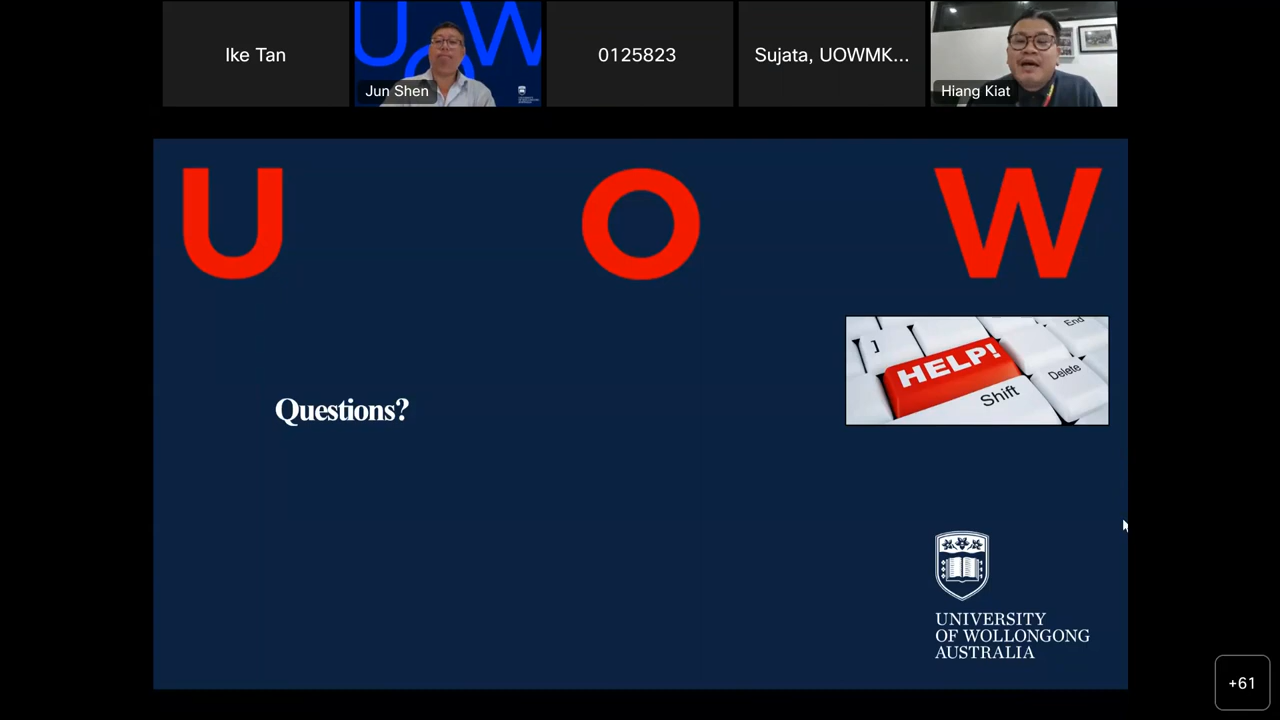 Ike Tan
UOW
Jun Shen
0125823
Sujata, UOWMK...
Hiang Kiat
U O W
]
HELP!
End
Delete
Shift
Questions?
UNIVERSITY
OF WOLLONGONG
AUSTRALIA
+61